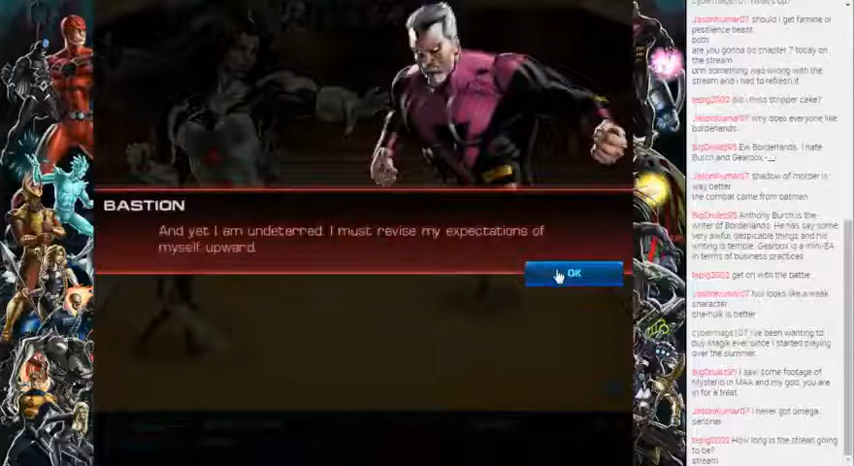 BASTION
And yet I am undeterred. I must revise my expectations of
myself upward.
OK
JasonKumar07 should i get famine or
pestilence beast
both
are you gonna do chapter 7 today on
the stream
ohh something was wrong with the
stream and i had to refresh it
tepig2002 did i miss stripper cake?
JasonKumar07 why does everyone like
borderlands
BigDruid95 Ew Borderlands. I hate
Burch and Gearbox -__-
JasonKumar07 shadow of morder is
way better
the combat came from batman
BigDruid95 Anthony Burch is the
writer of Borderlands. He has say some
very awful, despicable things and his
writing is terrible. Gearbox is a mini-EA
in terms of business practices
tepig2002 get on with the battle
JasonKumar07 Nul looks like a weak
character
she-hulk is better
cybermage107 I've been wanting to
buy Magik ever since I started playing
over the summer.
BigDruid95 I saw some footage of
Mysterio in MAA and my god, you are
in for a treat
JasonKumar07 I never got omega
sentinel
tepig2002 How long is the stream going
to be?
stream